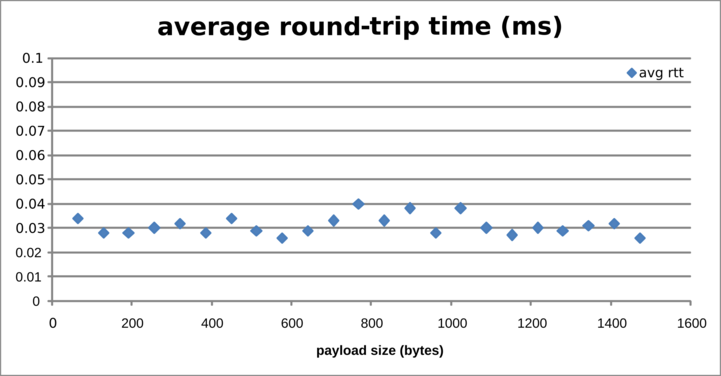 average round-trip time (ms)
0.1
avg rtt
0.09
0.08
0.07
0.06
0.05
0.04
0.03
0.02
0.01
0
0 200 400 600 800 1000 1200 1400 1600
payload size (bytes)